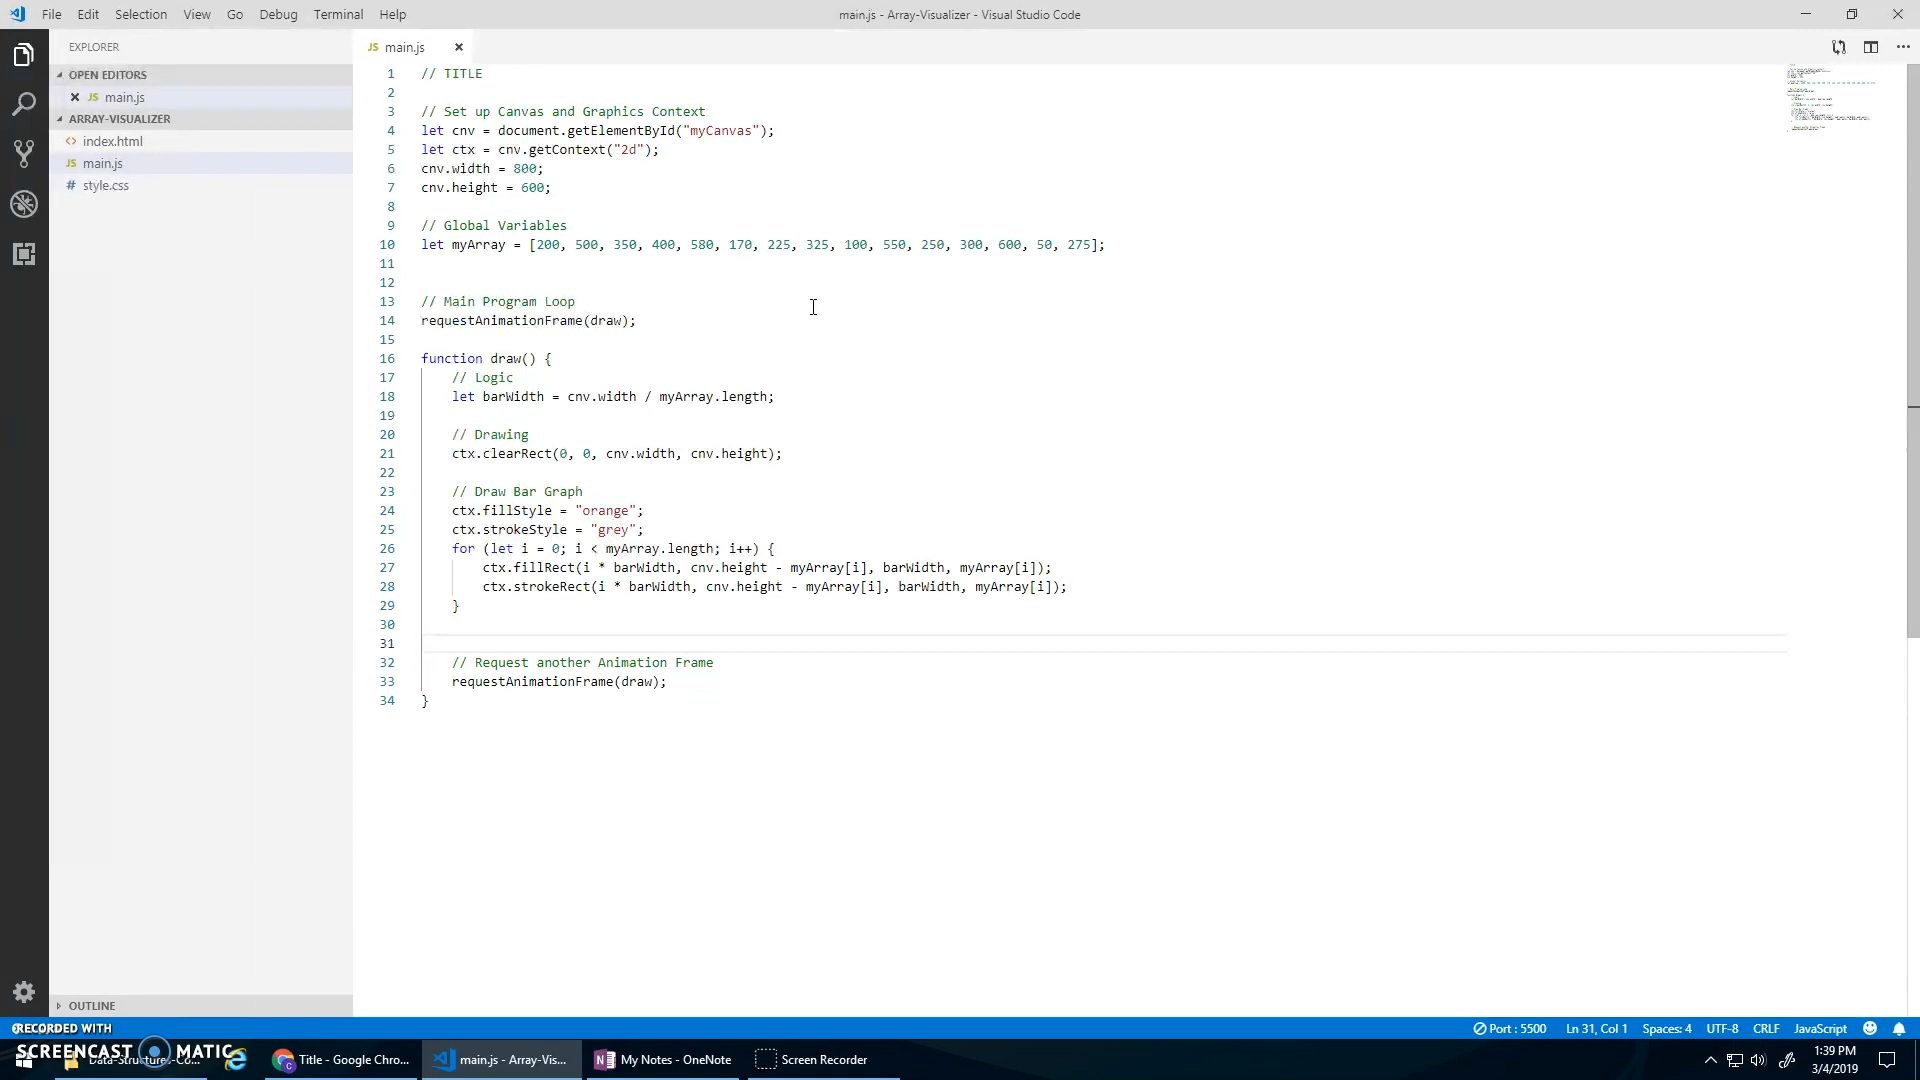 File Edit Selection View Go Debug Terminal Help
main.js - Array-Visualizer - Visual Studio Code
EXPLORER
OPEN EDITORS
JS main.js
ARRAY-VISUALIZER
<> index.html
JS main.js
# style.css
OUTLINE
JS main.js
1 // TITLE
2
3 // Set up Canvas and Graphics Context
4 let cnv = document.getElementById("myCanvas");
5 let ctx = cnv.getContext("2d");
6 cnv.width = 800;
7 cnv.height = 600;
8
9 // Global Variables
10 let myArray = [200, 500, 350, 400, 580, 170, 225, 325, 100, 550, 250, 300, 600, 50, 275];
11
12
13 // Main Program Loop
14 requestAnimationFrame(draw);
15
16 function draw() {
17 // Logic
18 let barWidth = cnv.width / myArray.length;
19
20 // Drawing
21 ctx.clearRect(0, 0, cnv.width, cnv.height);
22
23 // Draw Bar Graph
24 ctx.fillStyle = "orange";
25 ctx.strokeStyle = "grey";
26 for (let i = 0; i < myArray.length; i++) {
27 ctx.fillRect(i * barWidth, cnv.height - myArray[i], barWidth, myArray[i]);
28 ctx.strokeRect(i * barWidth, cnv.height - myArray[i], barWidth, myArray[i]);
29 }
30
31
32 // Request another Animation Frame
33 requestAnimationFrame(draw);
34 }
Port : 5500 Ln 31, Col 1 Spaces: 4 UTF-8 CRLF JavaScript
RECORDED WITH
SCREENCAST MATIC
Title - Google Chro...
main.js - Array-Vis...
My Notes - OneNote
Screen Recorder
1:39 PM
3/4/2019